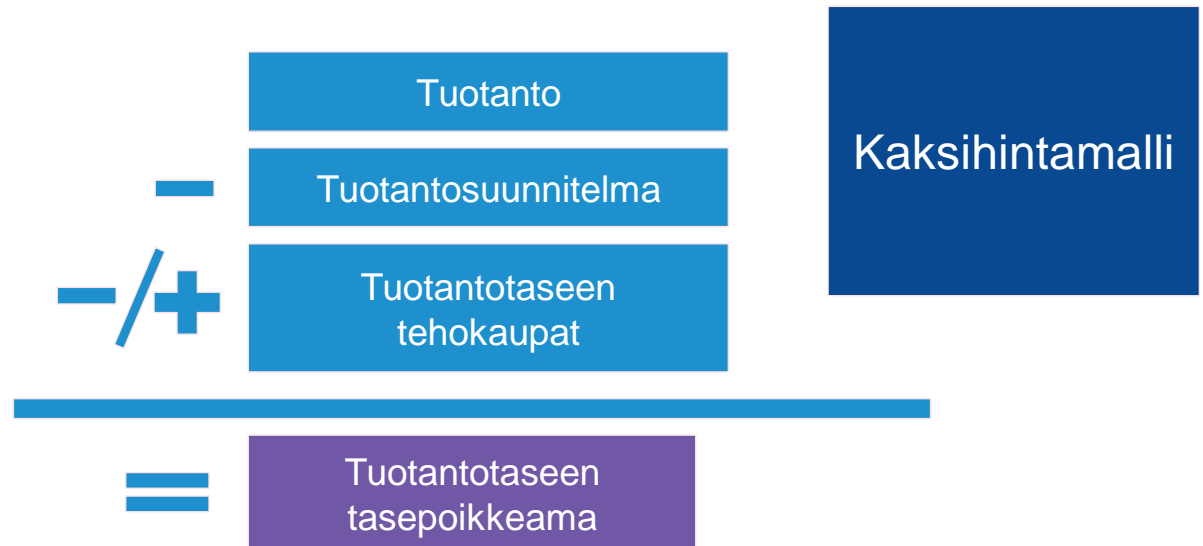 Tuotanto
Kaksihintamalli
− Tuotantosuunnitelma
−/+ Tuotantotaseen
tehokaupat
= Tuotantotaseen
tasepoikkeama